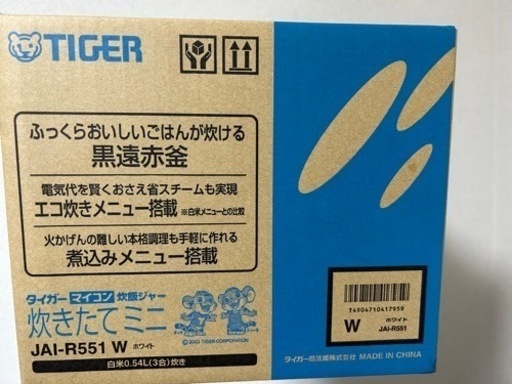 TIGER
ふっくらおいしいごはんが炊ける
黒遠赤釜
電気代を賢くおさえ省スチームも実現
エコ炊きメニュー搭載 ※白米メニューとの比較
火かげんの難しい本格調理も手軽に作れる
煮込みメニュー搭載
タイガー マイコン 炊飯ジャー
炊きたて ミニ
JAI-R551 W ホワイト
白米0.54L(3合)炊き
©2003 TIGER CORPORATION
T4904710417959
W ホワイト
JAI-R551
タイガー魔法瓶株式会社 MADE IN CHINA